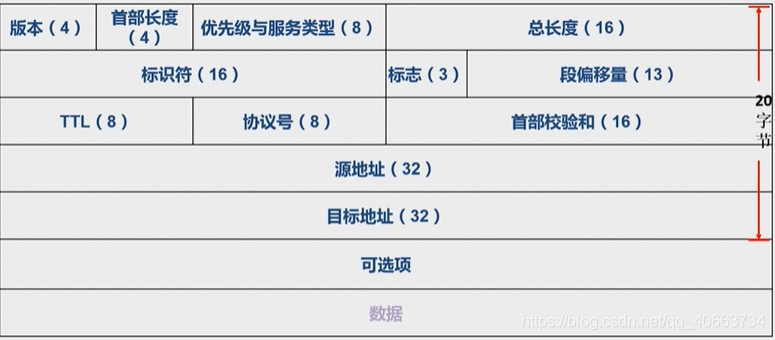 版本（4）
首部长度
（4）
优先级与服务类型（8）
总长度（16）
标识符（16）
标志（3）
段偏移量（13）
TTL（8）
协议号（8）
首部校验和（16）
20
字
节
源地址（32）
目标地址（32）
可选项
数据
https://blog.csdn.net/qq_40663734